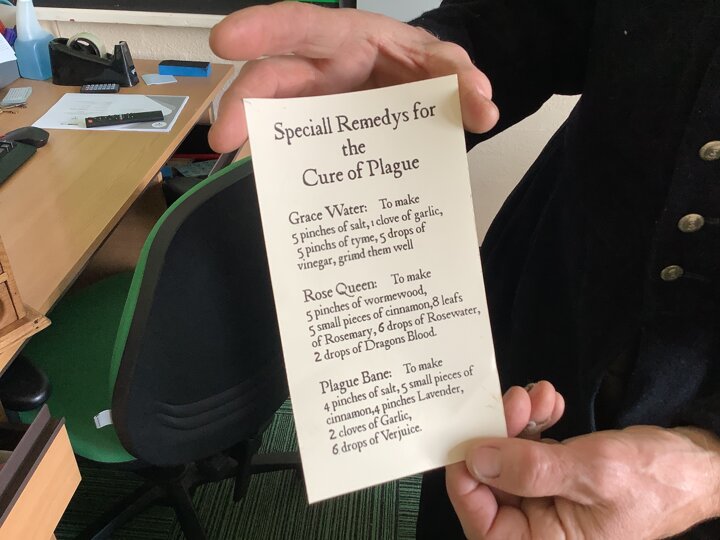 Speciall Remedys for
the
Cure of Plague
Grace Water: To make
5 pinches of salt, 1 clove of garlic,
5 pinchs of tyme, 5 drops of
vinegar, grind them well
Rose Queen: To make
5 pinches of wormewood,
5 small pieces of cinnamon,8 leafs
of Rosemary, 6 drops of Rosewater,
2 drops of Dragons Blood.
Plague Bane: To make
4 pinches of salt, 5 small pieces of
cinnamon,4 pinches Lavender,
2 cloves of Garlic,
6 drops of Verjuice.